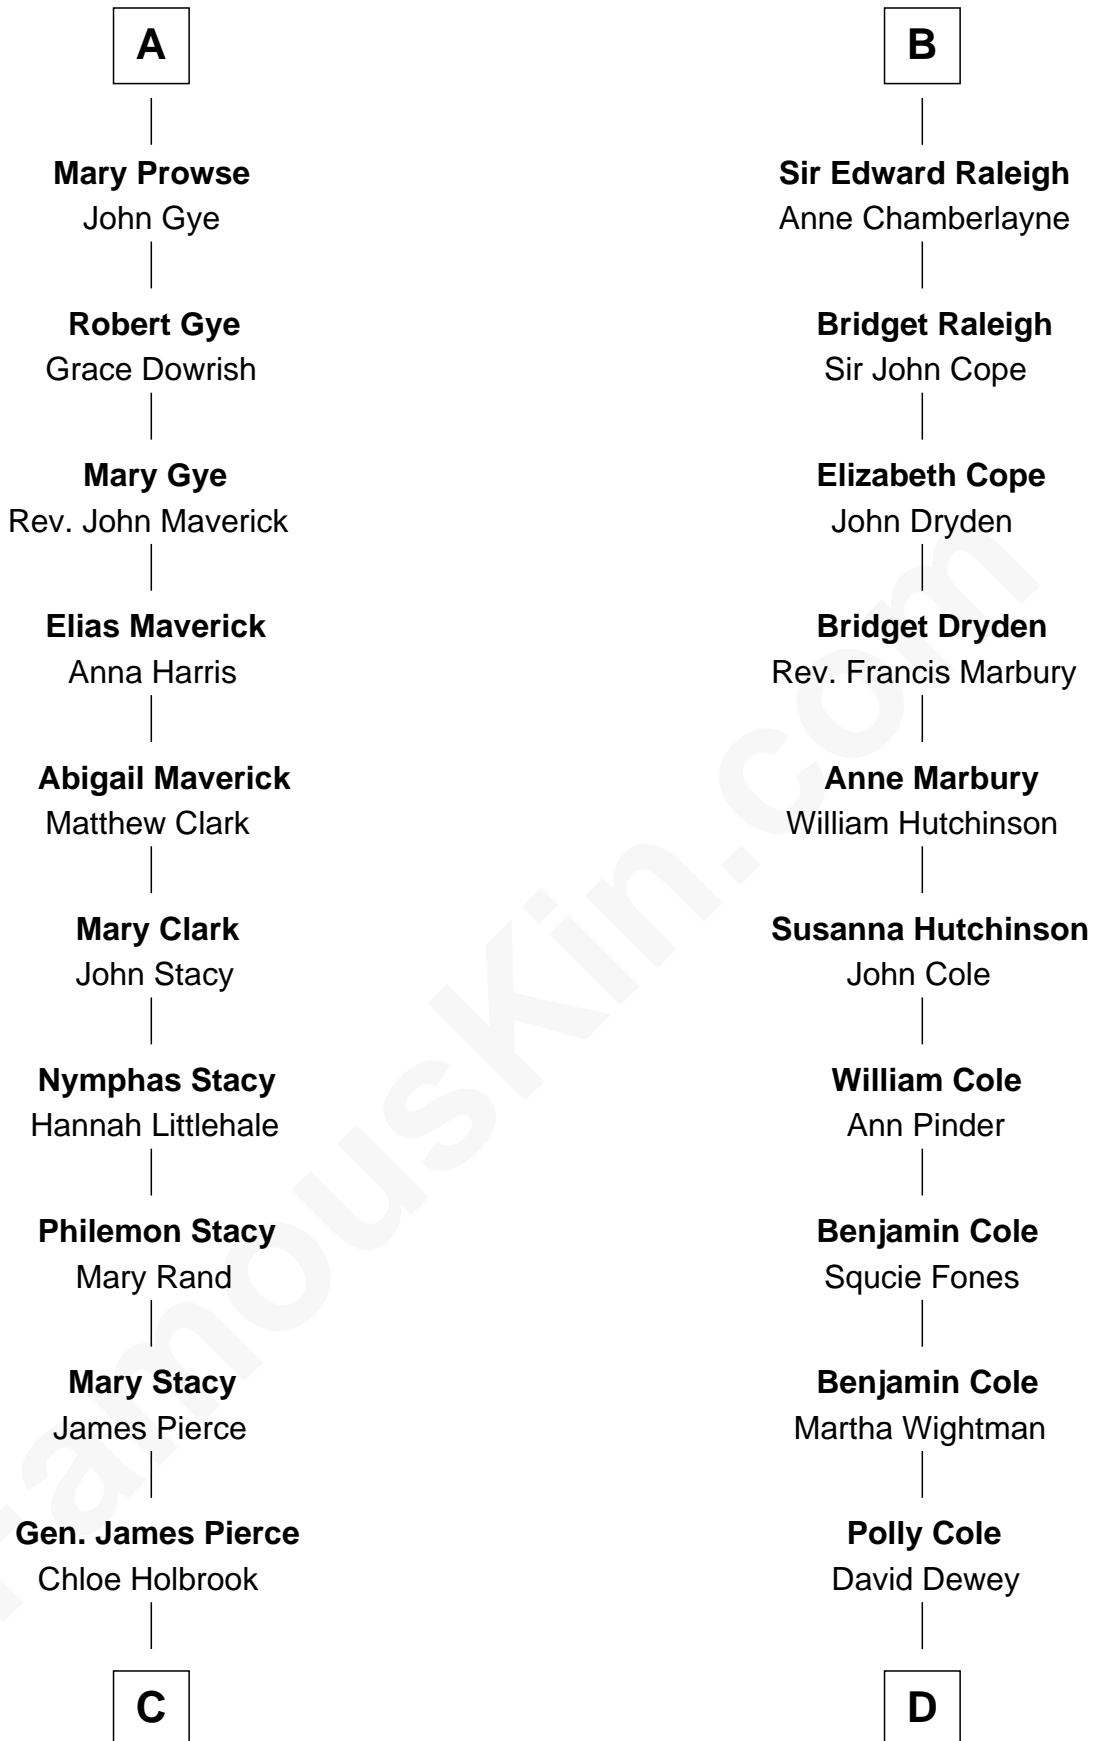 A
Mary Prowse
John Gye
Robert Gye
Grace Dowrish
Mary Gye
Rev. John Maverick
Elias Maverick
Anna Harris
Abigail Maverick
Matthew Clark
Mary Clark
John Stacy
Nymphas Stacy
Hannah Littlehale
Philemon Stacy
Mary Rand
Mary Stacy
James Pierce
Gen. James Pierce
Chloe Holbrook
C
B
Sir Edward Raleigh
Anne Chamberlayne
Bridget Raleigh
Sir John Cope
Elizabeth Cope
John Dryden
Bridget Dryden
Rev. Francis Marbury
Anne Marbury
William Hutchinson
Susanna Hutchinson
John Cole
William Cole
Ann Pinder
Benjamin Cole
Squcie Fones
Benjamin Cole
Martha Wightman
Polly Cole
David Dewey
D
FamousKin.com